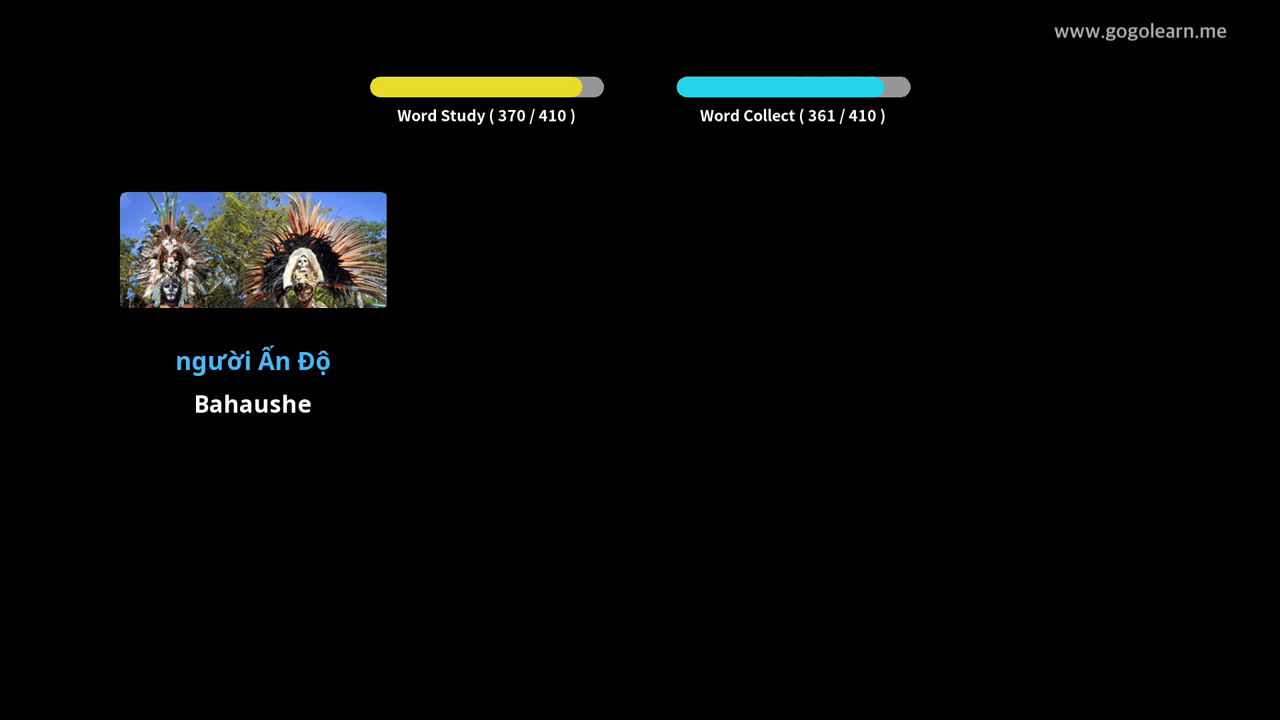 www.gogolearn.me
Word Study ( 370 / 410 )
Word Collect ( 361 / 410 )
người Ấn Độ
Bahaushe